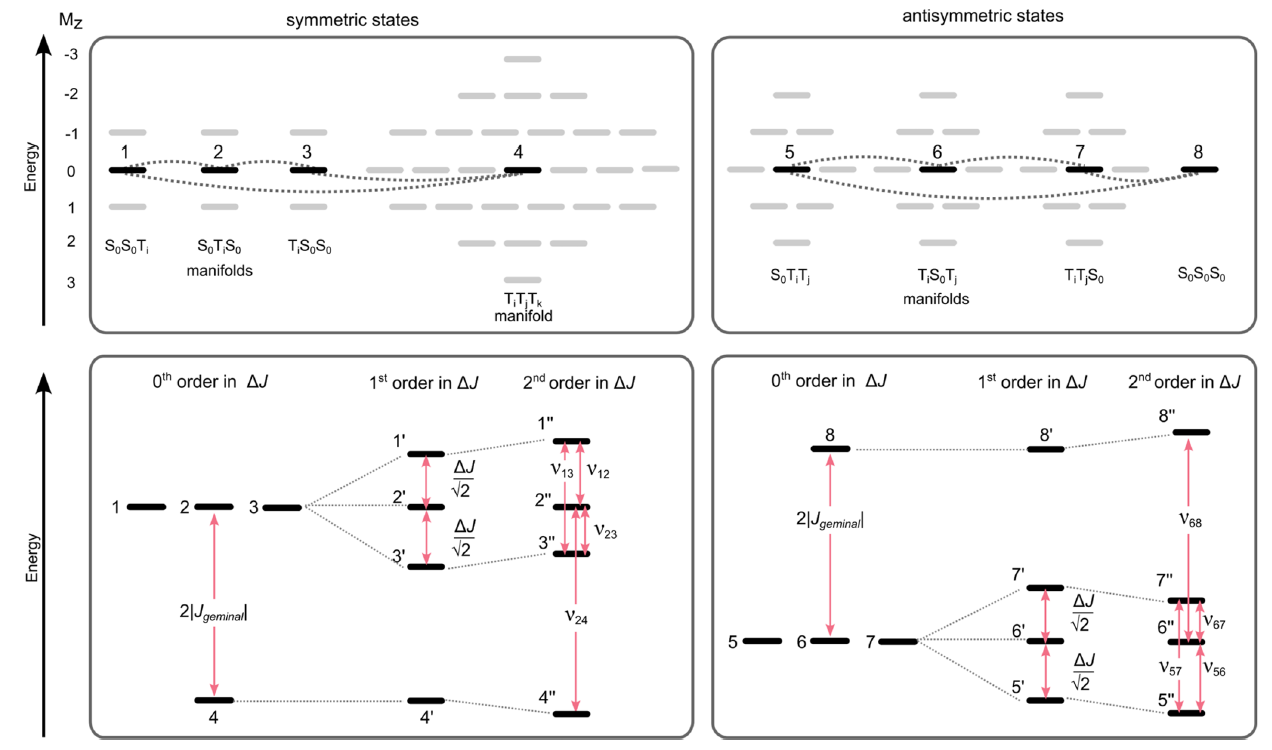 M_Z
symmetric states
antisymmetric states
Energy
-3
-2
-1
0
1
2
3
1
2
3
4
S₀S₀Tᵢ
S₀TᵢS₀
TᵢS₀S₀
manifolds
TᵢTⱼTₖ
manifold
5
6
7
8
S₀TᵢTⱼ
TᵢS₀Tⱼ
TᵢTⱼS₀
S₀S₀S₀
manifolds
Energy
0ᵗʰ order in ΔJ
1ˢᵗ order in ΔJ
2ⁿᵈ order in ΔJ
1
2
3
2|J_geminal|
4
1'
ΔJ/√2
2'
ΔJ/√2
3'
4'
1''
ν₁₃
ν₁₂
2''
ν₂₃
3''
ν₂₄
4''
0ᵗʰ order in ΔJ
1ˢᵗ order in ΔJ
2ⁿᵈ order in ΔJ
8
2|J_geminal|
5
6
7
8'
7'
ΔJ/√2
6'
ΔJ/√2
5'
8''
ν₆₈
7''
ν₆₇
6''
ν₅₇
ν₅₆
5''